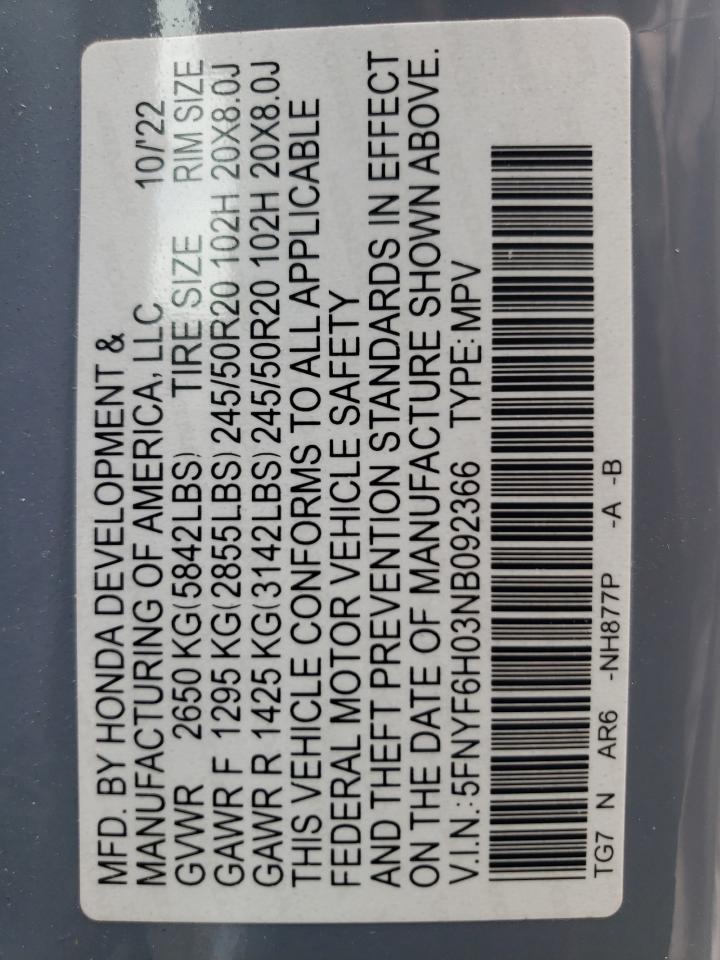 MFD. BY HONDA DEVELOPMENT &
MANUFACTURING OF AMERICA, LLC 10/'22
GVWR 2650 KG(5842LBS) TIRE SIZE RIM SIZE
GAWR F 1295 KG(2855LBS) 245/50R20 102H 20X8.0J
GAWR R 1425 KG(3142LBS) 245/50R20 102H 20X8.0J
THIS VEHICLE CONFORMS TO ALL APPLICABLE
FEDERAL MOTOR VEHICLE SAFETY
AND THEFT PREVENTION STANDARDS IN EFFECT
ON THE DATE OF MANUFACTURE SHOWN ABOVE.
V.I.N.:5FNYF6H03NB092366 TYPE:MPV
TG7 N AR6 -NH877P -A -B